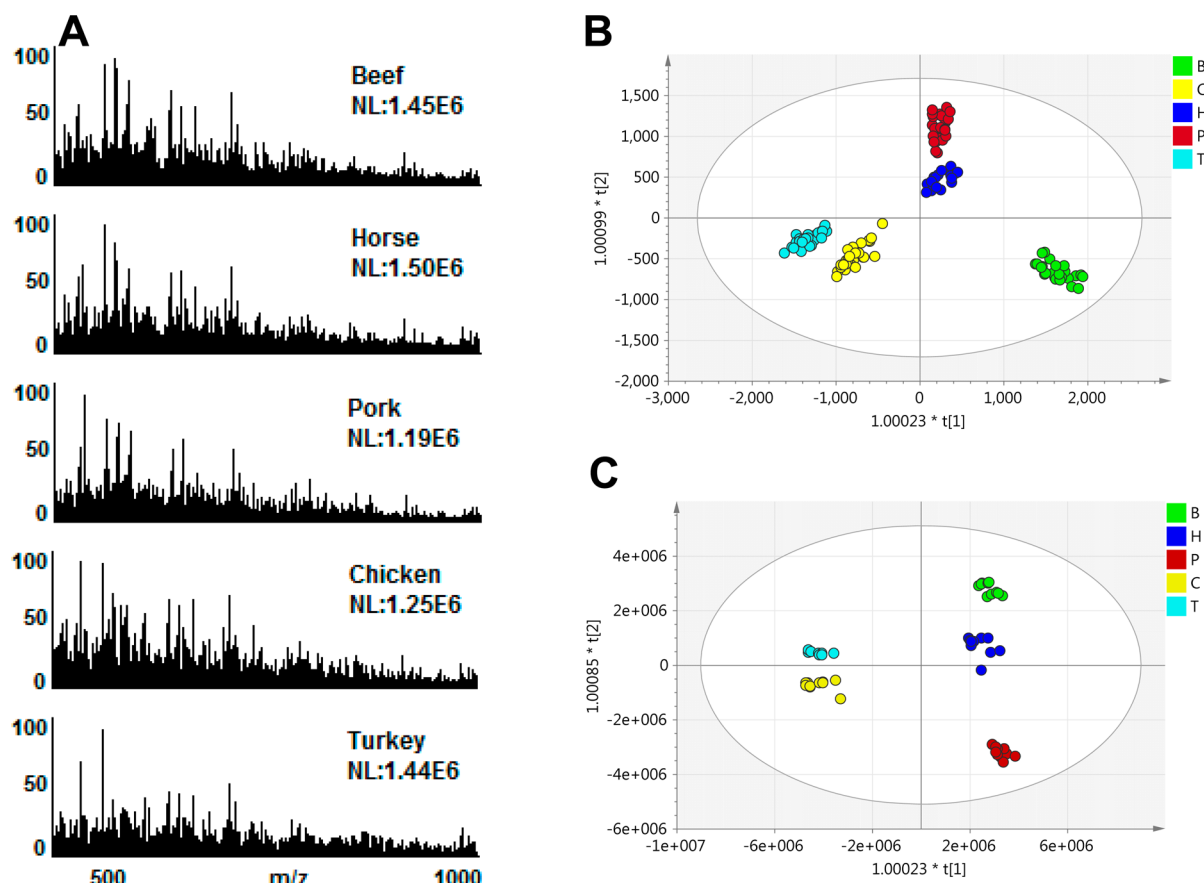 A
100
50
0
Beef
NL:1.45E6
100
50
0
Horse
NL:1.50E6
100
50
0
Pork
NL:1.19E6
100
50
0
Chicken
NL:1.25E6
100
50
0
Turkey
NL:1.44E6
500
m/z
1000
B
1.00099 * t[2]
1,500
1,000
500
0
-500
-1,000
-1,500
-2,000
-3,000
-2,000
-1,000
0
1,000
2,000
1.00023 * t[1]
B
C
H
P
T
C
1.00085 * t[2]
4e+006
2e+006
0
-2e+006
-4e+006
-6e+006
-1e+007
-6e+006
-2e+006
2e+006
6e+006
1.00023 * t[1]
B
H
P
C
T